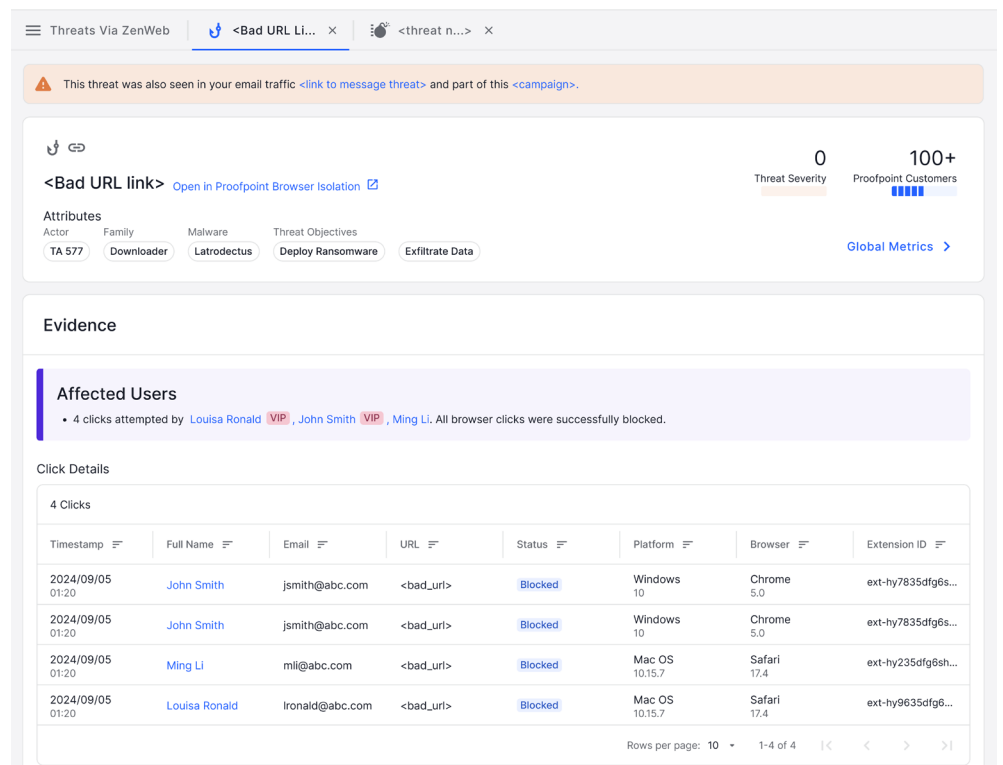 Threats Via ZenWeb
<Bad URL Li...
<threat n...>
This threat was also seen in your email traffic <link to message threat> and part of this <campaign>.
<Bad URL link> Open in Proofpoint Browser Isolation
0
Threat Severity
100+
Proofpoint Customers
Attributes
Actor Family Malware Threat Objectives
TA 577 Downloader Latrodectus Deploy Ransomware Exfiltrate Data
Global Metrics
Evidence
Affected Users
• 4 clicks attempted by Louisa Ronald VIP , John Smith VIP , Ming Li. All browser clicks were successfully blocked.
Click Details
4 Clicks
Timestamp Full Name Email URL Status Platform Browser Extension ID
2024/09/05 John Smith jsmith@abc.com <bad_url> Blocked Windows Chrome ext-hy7835dfg6s...
01:20 10 5.0
2024/09/05 John Smith jsmith@abc.com <bad_url> Blocked Windows Chrome ext-hy7835dfg6s...
01:20 10 5.0
2024/09/05 Ming Li mli@abc.com <bad_url> Blocked Mac OS Safari ext-hy235dfg6sh...
01:20 10.15.7 17.4
2024/09/05 Louisa Ronald lronald@abc.com <bad_url> Blocked Mac OS Safari ext-hy9635dfg6...
01:20 10.15.7 17.4
Rows per page: 10 1-4 of 4